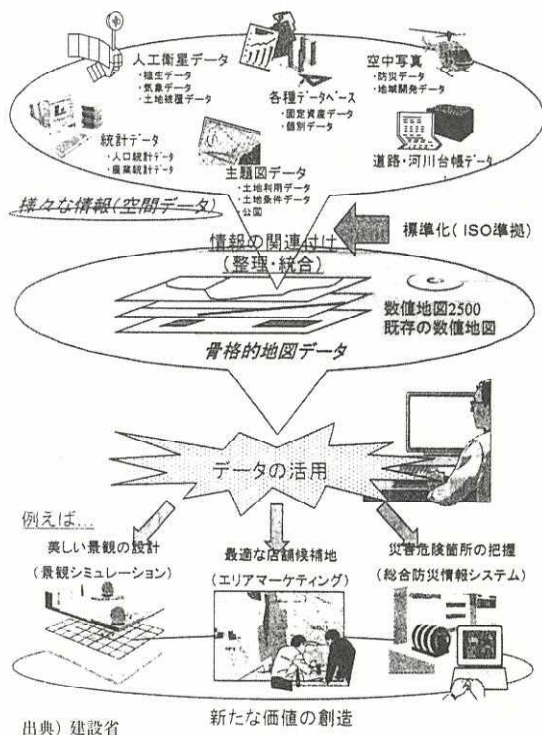 人工衛星データ
・植生データ
・気象データ
・土地被覆データ
各種データベース
・固定資産データ
・個別データ
空中写真
・防災データ
・地域開発データ
統計データ
・人口統計データ
・農業統計データ
主題図データ
・土地利用データ
・土地条件データ
・公図
道路・河川台帳データ
様々な情報(空間データ)
情報の関連付け
(整理・統合)
標準化( ISO準拠)
数値地図2500
既存の数値地図
骨格的地図データ
データの活用
例えば…
美しい景観の設計
(景観シミュレーション)
最適な店舗候補地
(エリアマーケティング)
災害危険箇所の把握
(総合防災情報システム)
新たな価値の創造
出典) 建設省